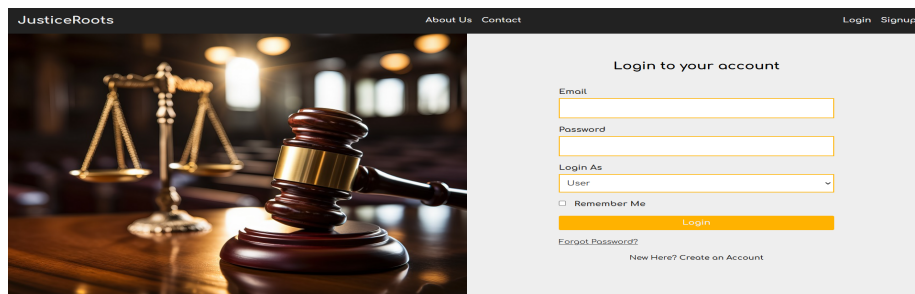 JusticeRoots
About Us Contact
Login Signup
Login to your account
Email
Password
Login As
User
Remember Me
Login
Forgot Password?
New Here? Create an Account